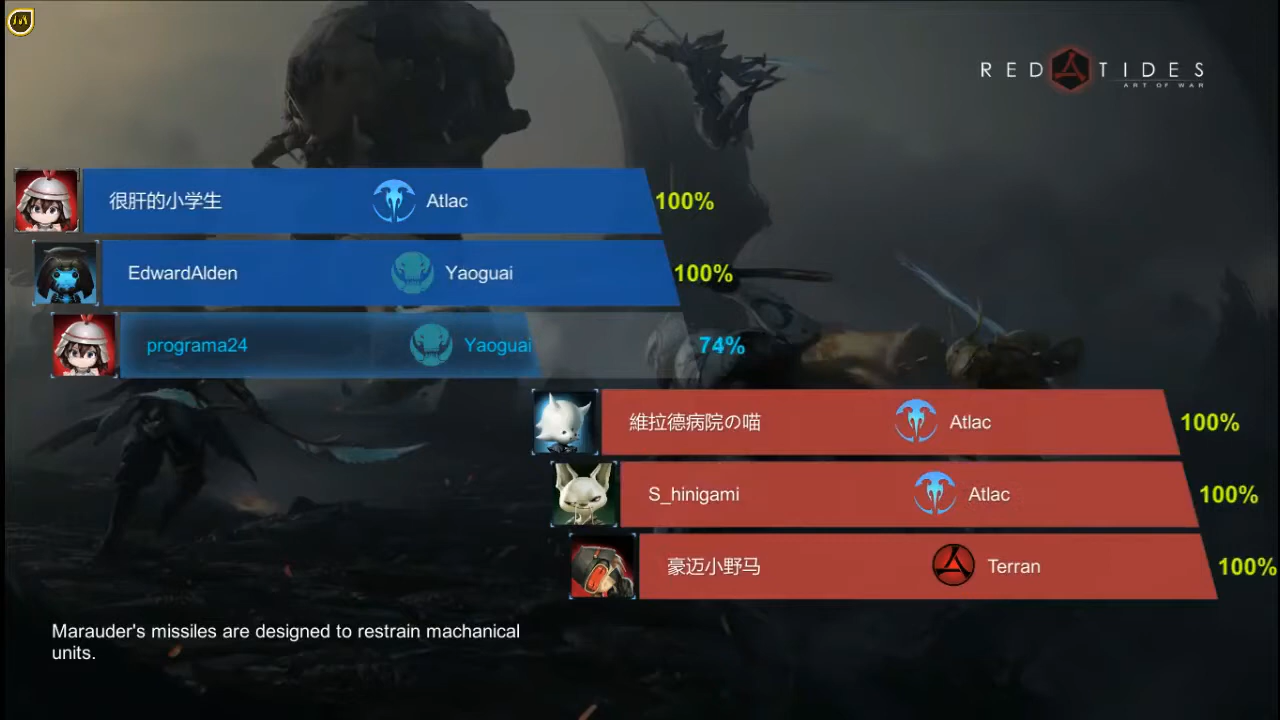 RED TIDES
ART OF WAR
很肝的小学生 Atlac 100%
EdwardAlden Yaoguai 100%
programa24 Yaoguai 74%
維拉德病院の喵 Atlac 100%
S_hinigami Atlac 100%
豪迈小野马 Terran 100%
Marauder's missiles are designed to restrain machanical
units.